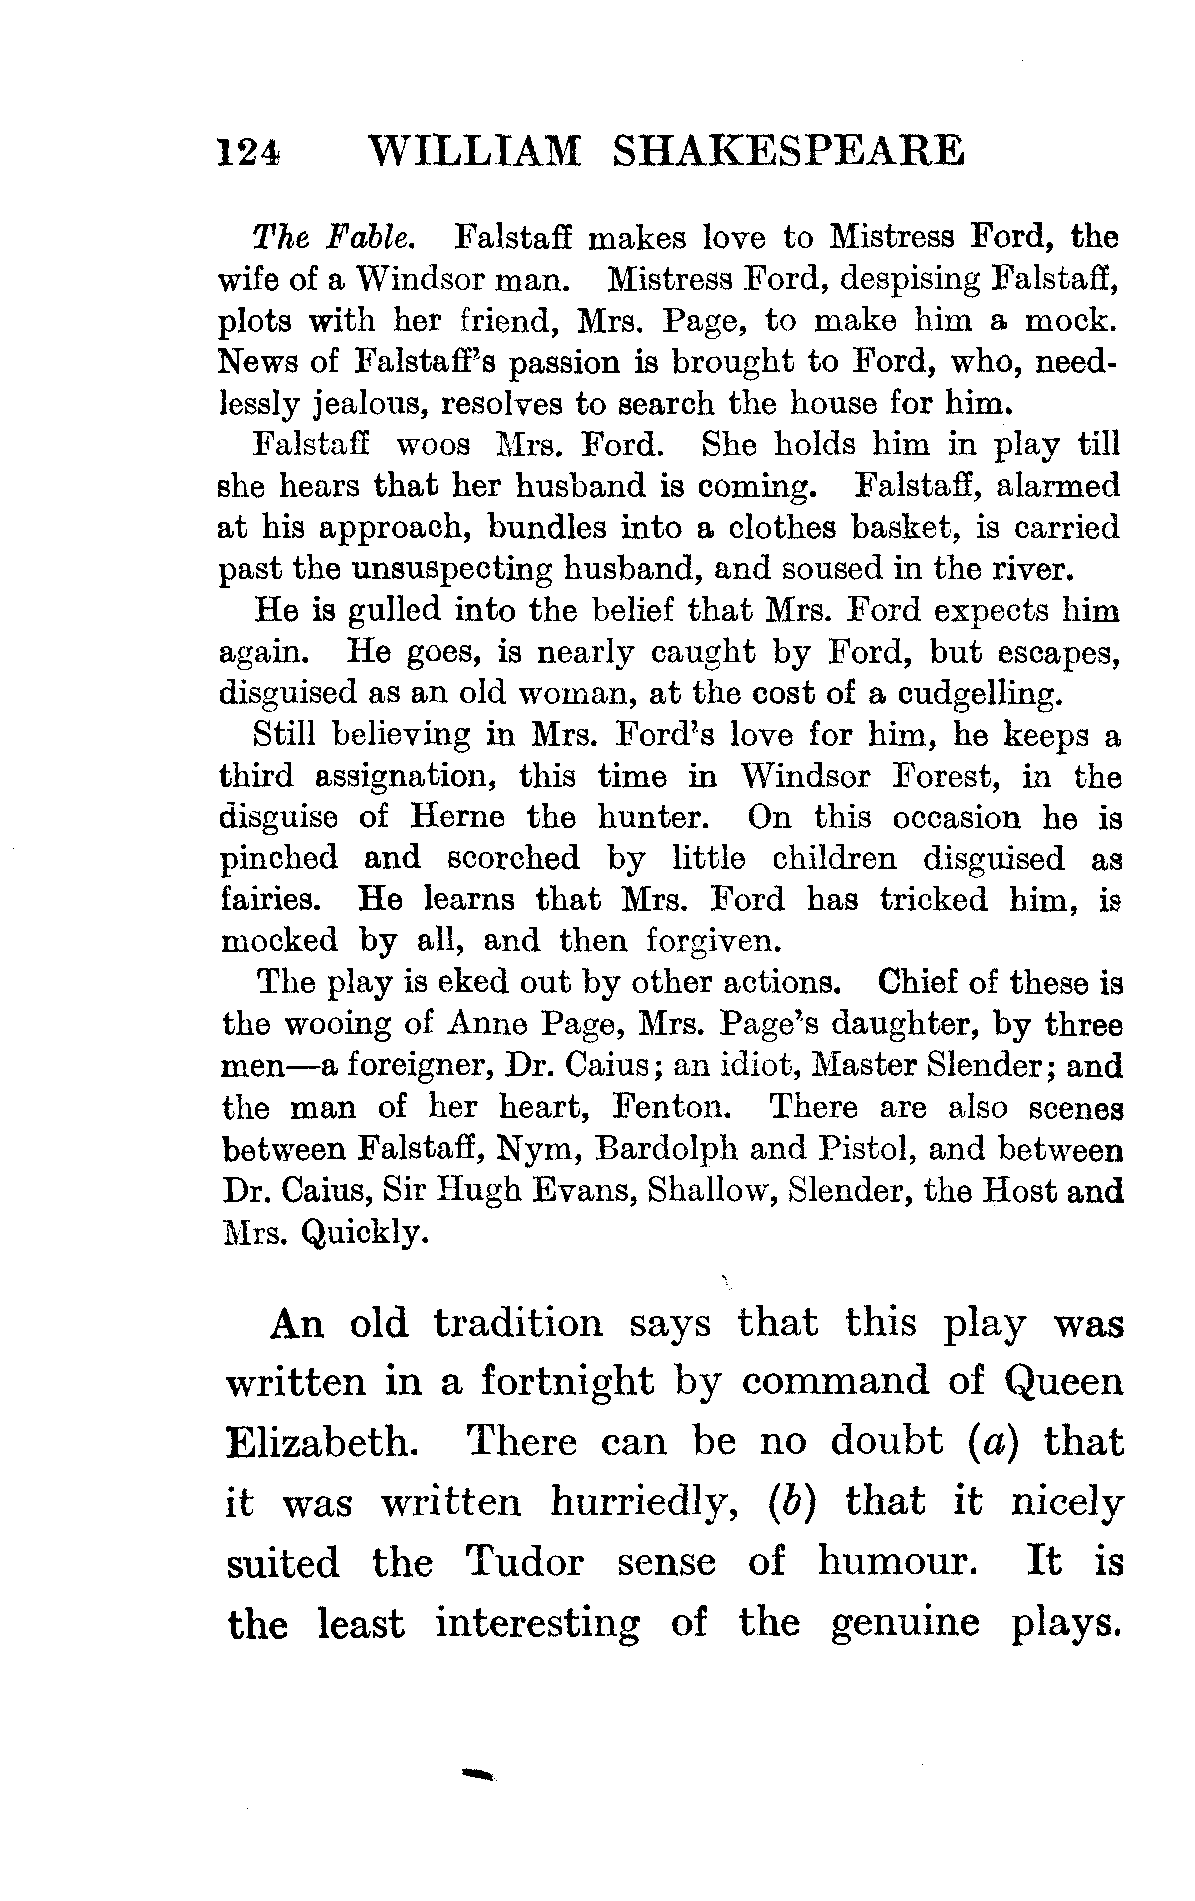 124 WILLIAM SHAKESPEARE
The Fable. Falstaff makes love to Mistress Ford, the
wife of a Windsor man. Mistress Ford, despising Falstaff,
plots with her friend, Mrs. Page, to make him a mock.
News of Falstaff's passion is brought to Ford, who, need-
lessly jealous, resolves to search the house for him.
Falstaff woos Mrs. Ford. She holds him in play till
she hears that her husband is coming. Falstaff, alarmed
at his approach, bundles into a clothes basket, is carried
past the unsuspecting husband, and soused in the river.
He is gulled into the belief that Mrs. Ford expects him
again. He goes, is nearly caught by Ford, but escapes,
disguised as an old woman, at the cost of a cudgelling.
Still believing in Mrs. Ford's love for him, he keeps a
third assignation, this time in Windsor Forest, in the
disguise of Herne the hunter. On this occasion he is
pinched and scorched by little children disguised as
fairies. He learns that Mrs. Ford has tricked him, is
mocked by all, and then forgiven.
The play is eked out by other actions. Chief of these is
the wooing of Anne Page, Mrs. Page's daughter, by three
men—a foreigner, Dr. Caius; an idiot, Master Slender; and
the man of her heart, Fenton. There are also scenes
between Falstaff, Nym, Bardolph and Pistol, and between
Dr. Caius, Sir Hugh Evans, Shallow, Slender, the Host and
Mrs. Quickly.
An old tradition says that this play was
written in a fortnight by command of Queen
Elizabeth. There can be no doubt (a) that
it was written hurriedly, (b) that it nicely
suited the Tudor sense of humour. It is
the least interesting of the genuine plays.